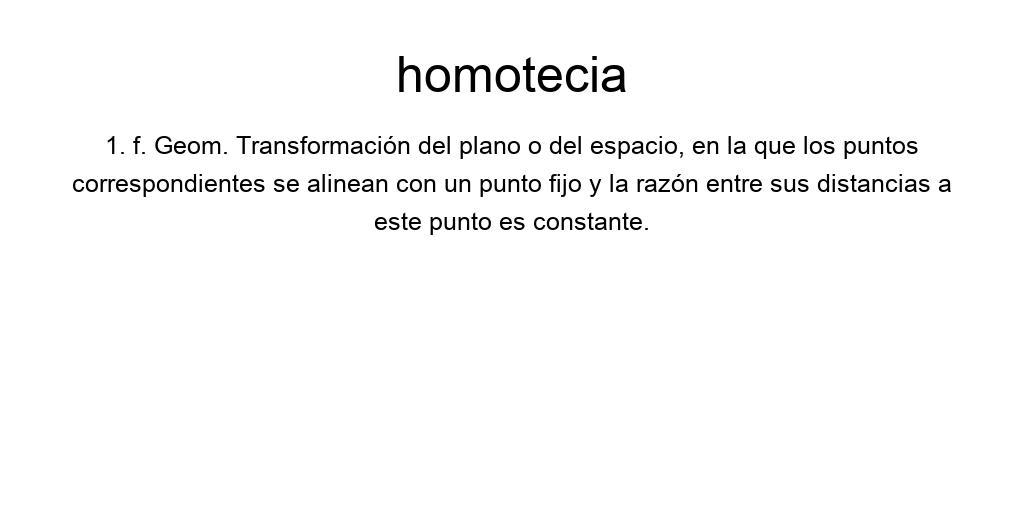 homotecia
1. f. Geom. Transformación del plano o del espacio, en la que los puntos
correspondientes se alinean con un punto fijo y la razón entre sus distancias a
este punto es constante.